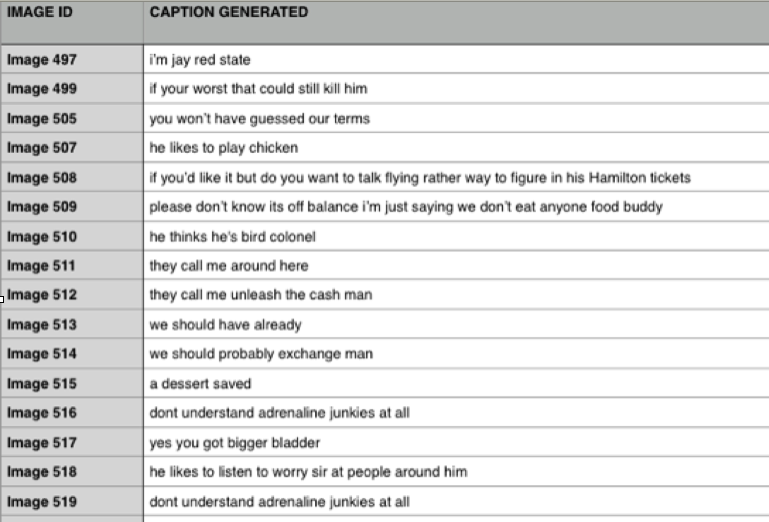 IMAGE ID CAPTION GENERATED
Image 497 i'm jay red state
Image 499 if your worst that could still kill him
Image 505 you won't have guessed our terms
Image 507 he likes to play chicken
Image 508 if you'd like it but do you want to talk flying rather way to figure in his Hamilton tickets
Image 509 please don't know its off balance i'm just saying we don't eat anyone food buddy
Image 510 he thinks he's bird colonel
Image 511 they call me around here
Image 512 they call me unleash the cash man
Image 513 we should have already
Image 514 we should probably exchange man
Image 515 a dessert saved
Image 516 dont understand adrenaline junkies at all
Image 517 yes you got bigger bladder
Image 518 he likes to listen to worry sir at people around him
Image 519 dont understand adrenaline junkies at all